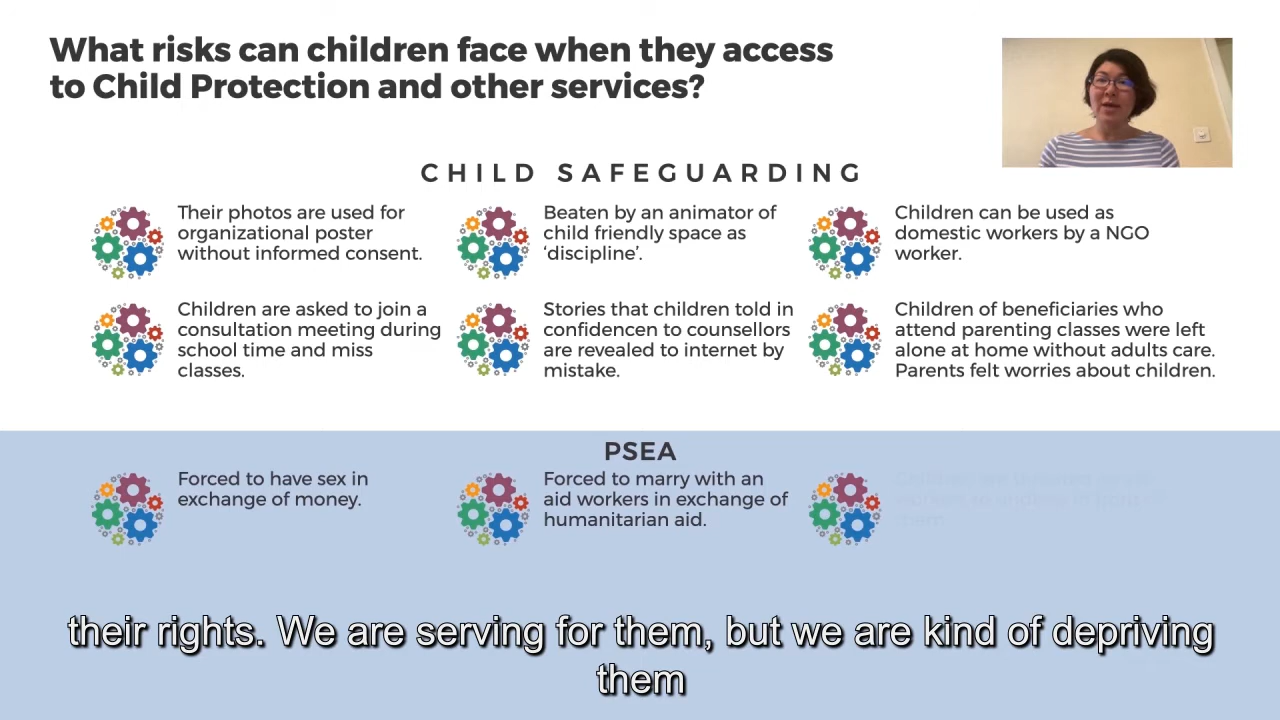 What risks can children face when they access
to Child Protection and other services?
CHILD SAFEGUARDING
Their photos are used for
organizational poster
without informed consent.
Beaten by an animator of
child friendly space as
‘discipline’.
Children can be used as
domestic workers by a NGO
worker.
Children are asked to join a
consultation meeting during
school time and miss
classes.
Stories that children told in
confidencen to counsellors
are revealed to internet by
mistake.
Children of beneficiaries who
attend parenting classes were left
alone at home without adults care.
Parents felt worries about children.
PSEA
Forced to have sex in
exchange of money.
Forced to marry with an
aid workers in exchange of
humanitarian aid.
their rights. We are serving for them, but we are kind of depriving
them